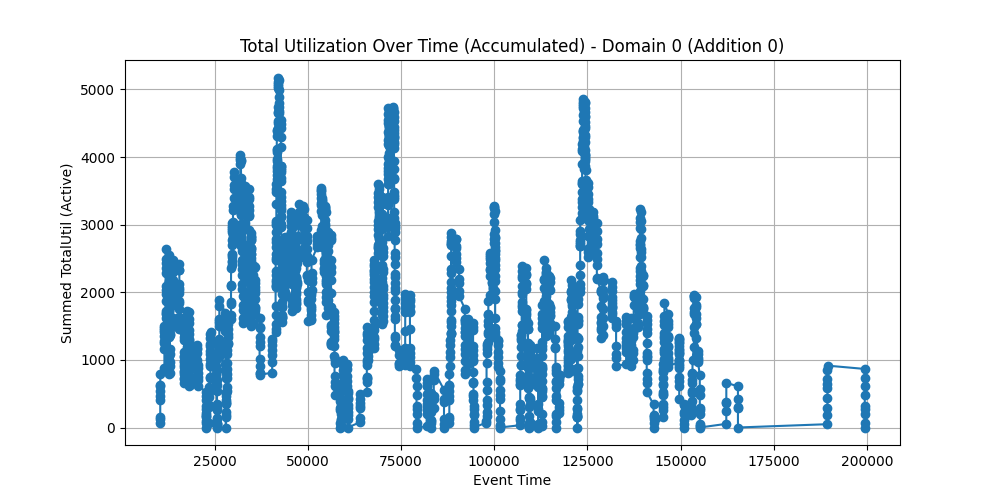 Total Utilization Over Time (Accumulated) - Domain 0 (Addition 0)
Summed TotalUtil (Active)
5000
4000
3000
2000
1000
0
25000 50000 75000 100000 125000 150000 175000 200000
Event Time